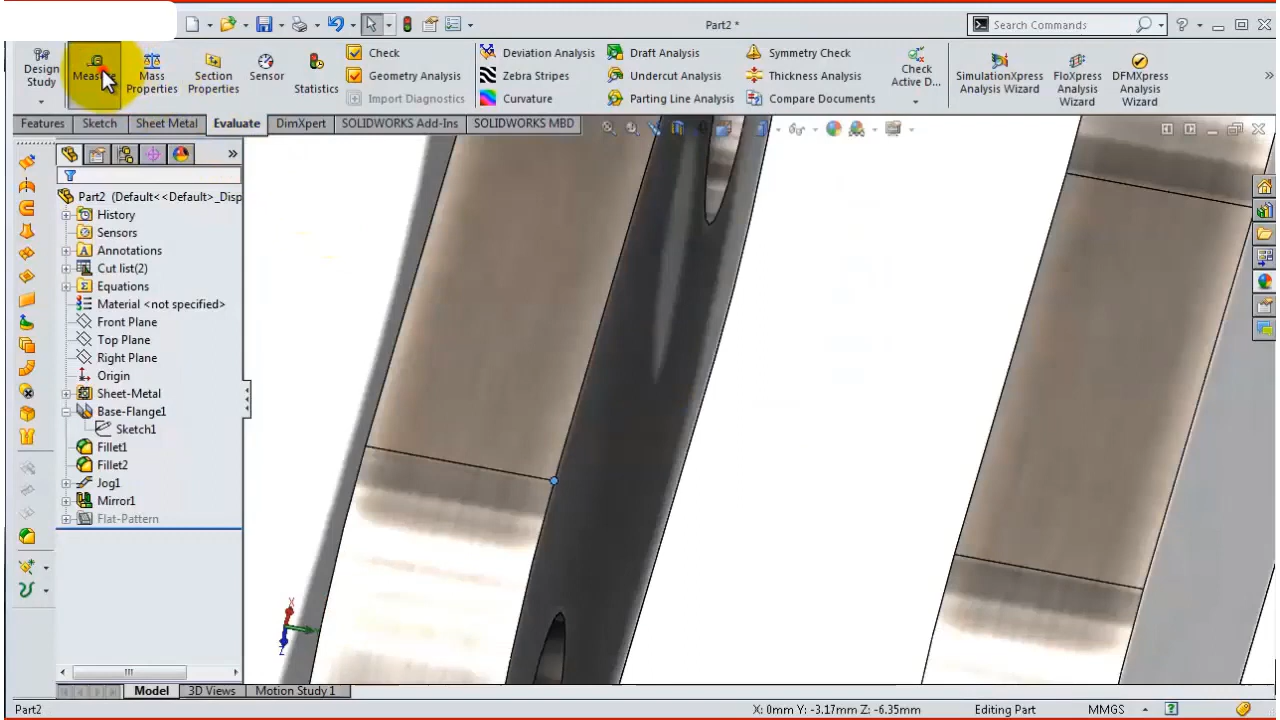 Part2 *
Search Commands
Design Study
Measure
Mass Properties
Section Properties
Sensor
Statistics
Check
Geometry Analysis
Import Diagnostics
Deviation Analysis
Zebra Stripes
Curvature
Draft Analysis
Undercut Analysis
Parting Line Analysis
Symmetry Check
Thickness Analysis
Compare Documents
Check Active D...
SimulationXpress Analysis Wizard
FloXpress Analysis Wizard
DFMXpress Analysis Wizard
Features
Sketch
Sheet Metal
Evaluate
DimXpert
SOLIDWORKS Add-Ins
SOLIDWORKS MBD
Part2 (Default<<Default>_Disp
History
Sensors
Annotations
Cut list(2)
Equations
Material <not specified>
Front Plane
Top Plane
Right Plane
Origin
Sheet-Metal
Base-Flange1
Sketch1
Fillet1
Fillet2
Jog1
Mirror1
Flat-Pattern
X
Z
Model
3D Views
Motion Study 1
Part2
X: 0mm Y: -3.17mm Z: -6.35mm
Editing Part
MMGS